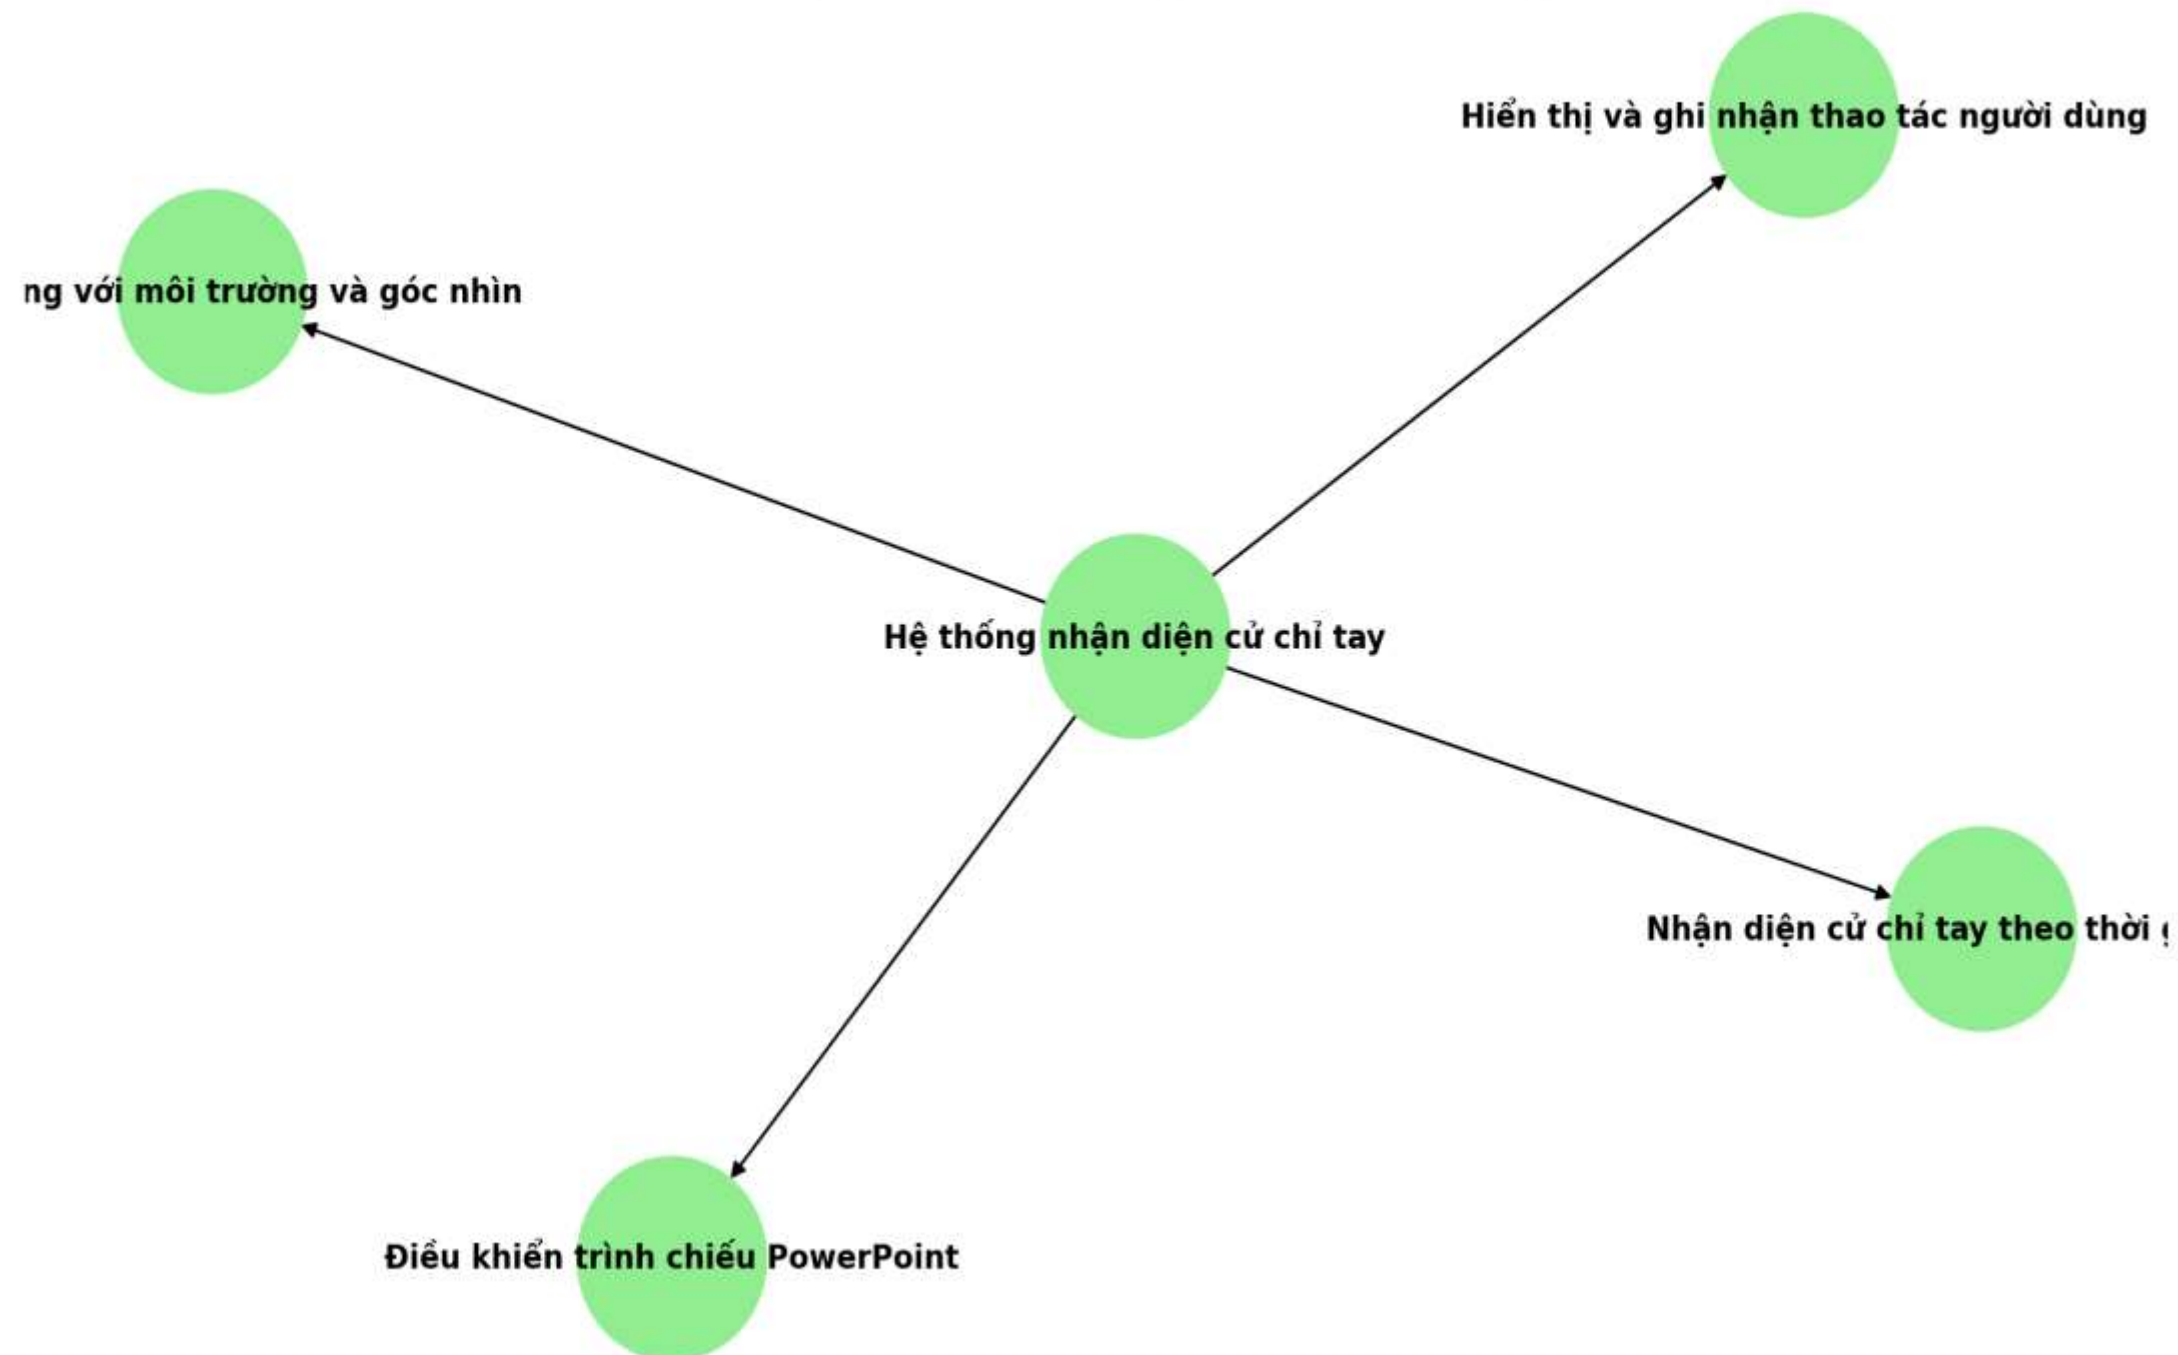 Hiển thị và ghi nhận thao tác người dùng
với môi trường và góc nhìn
Hệ thống nhận diện cử chỉ tay
Nhận diện cử chỉ tay theo thời
Điều khiển trình chiếu PowerPoint